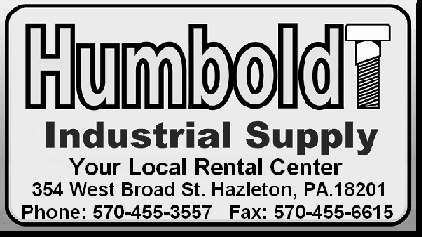 Humboldt
Industrial Supply
Your Local Rental Center
354 West Broad St. Hazleton, PA.18201
Phone: 570-455-3557 Fax: 570-455-6615